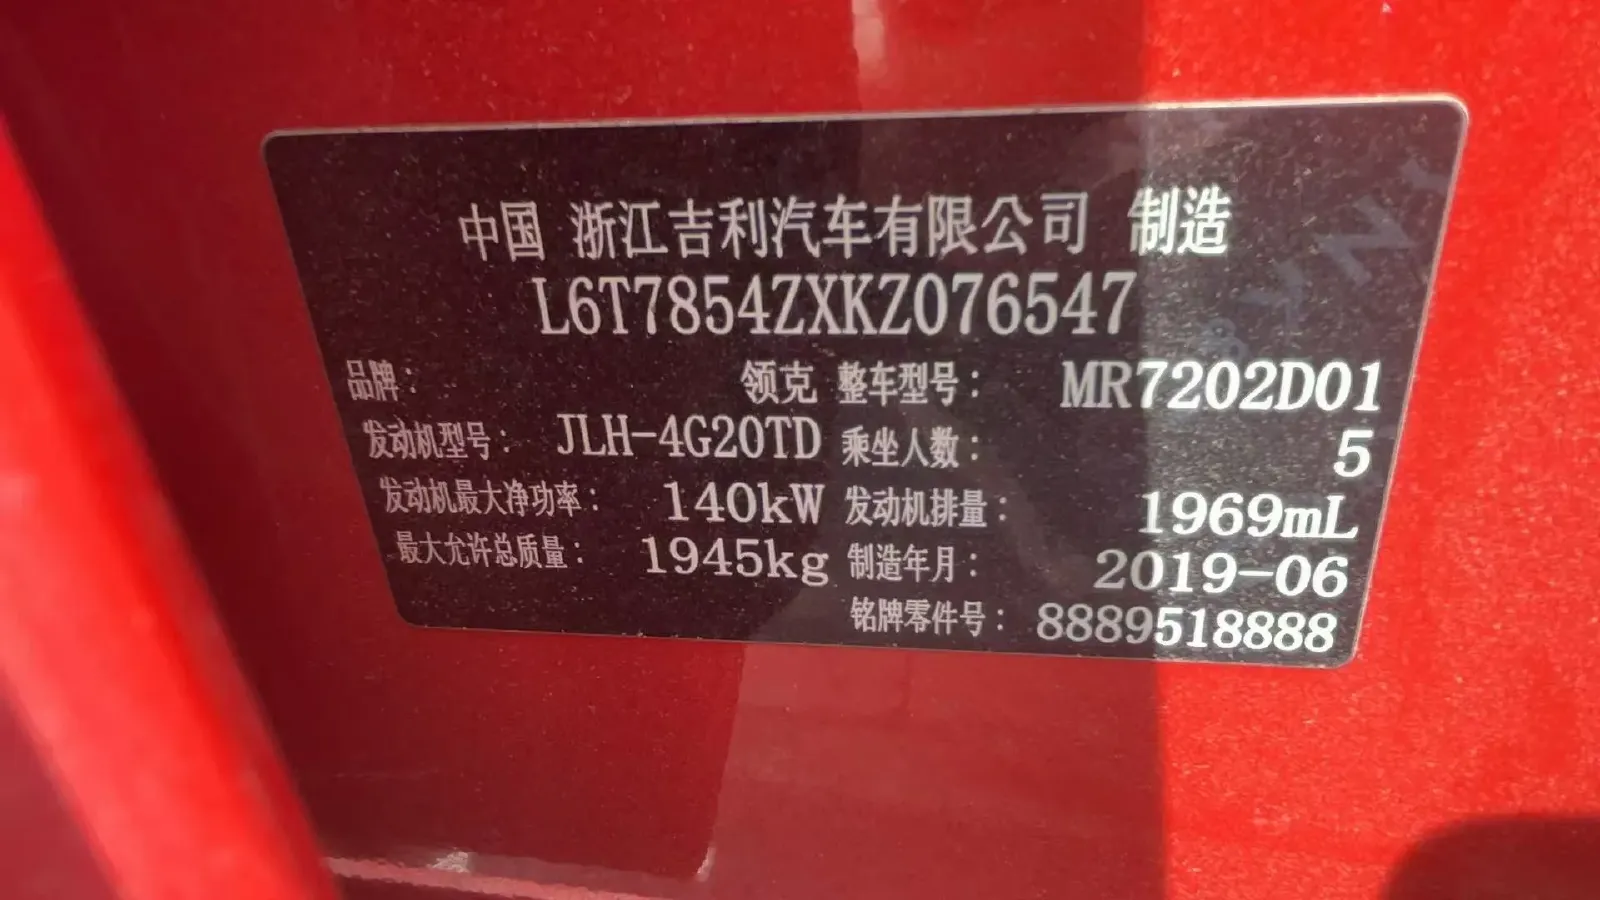 中国 浙江吉利汽车有限公司 制造
L6T7854ZXKZ076547
品牌： 领克 整车型号： MR7202D01
发动机型号： JLH-4G20TD 乘坐人数： 5
发动机最大净功率： 140kW 发动机排量： 1969mL
最大允许总质量： 1945kg 制造年月： 2019-06
铭牌零件号： 8889518888